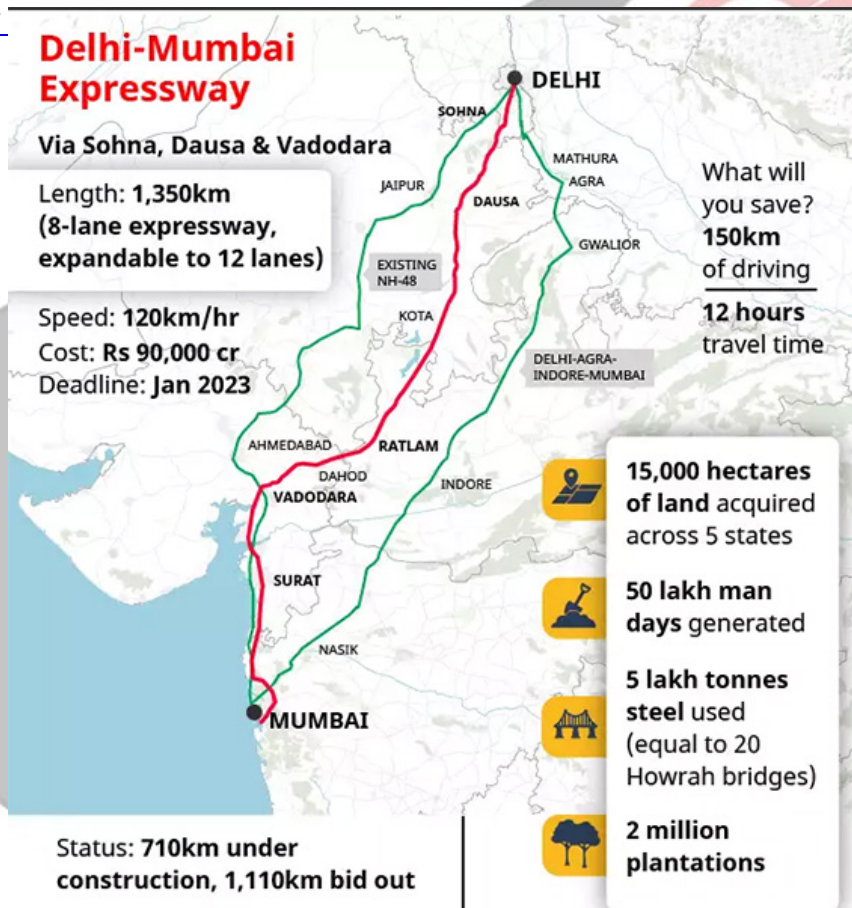 Delhi-Mumbai
Expressway
Via Sohna, Dausa & Vadodara
Length: 1,350km
(8-lane expressway,
expandable to 12 lanes)
Speed: 120km/hr
Cost: Rs 90,000 cr
Deadline: Jan 2023
DELHI
SOHNA
MATHURA
AGRA
JAIPUR
DAUSA
GWALIOR
EXISTING
NH-48
KOTA
DELHI-AGRA-
INDORE-MUMBAI
AHMEDABAD
RATLAM
DAHOD
INDORE
VADODARA
SURAT
NASIK
MUMBAI
What will
you save?
150km
of driving
12 hours
travel time
15,000 hectares
of land acquired
across 5 states
50 lakh man
days generated
5 lakh tonnes
steel used
(equal to 20
Howrah bridges)
2 million
plantations
Status: 710km under
construction, 1,110km bid out